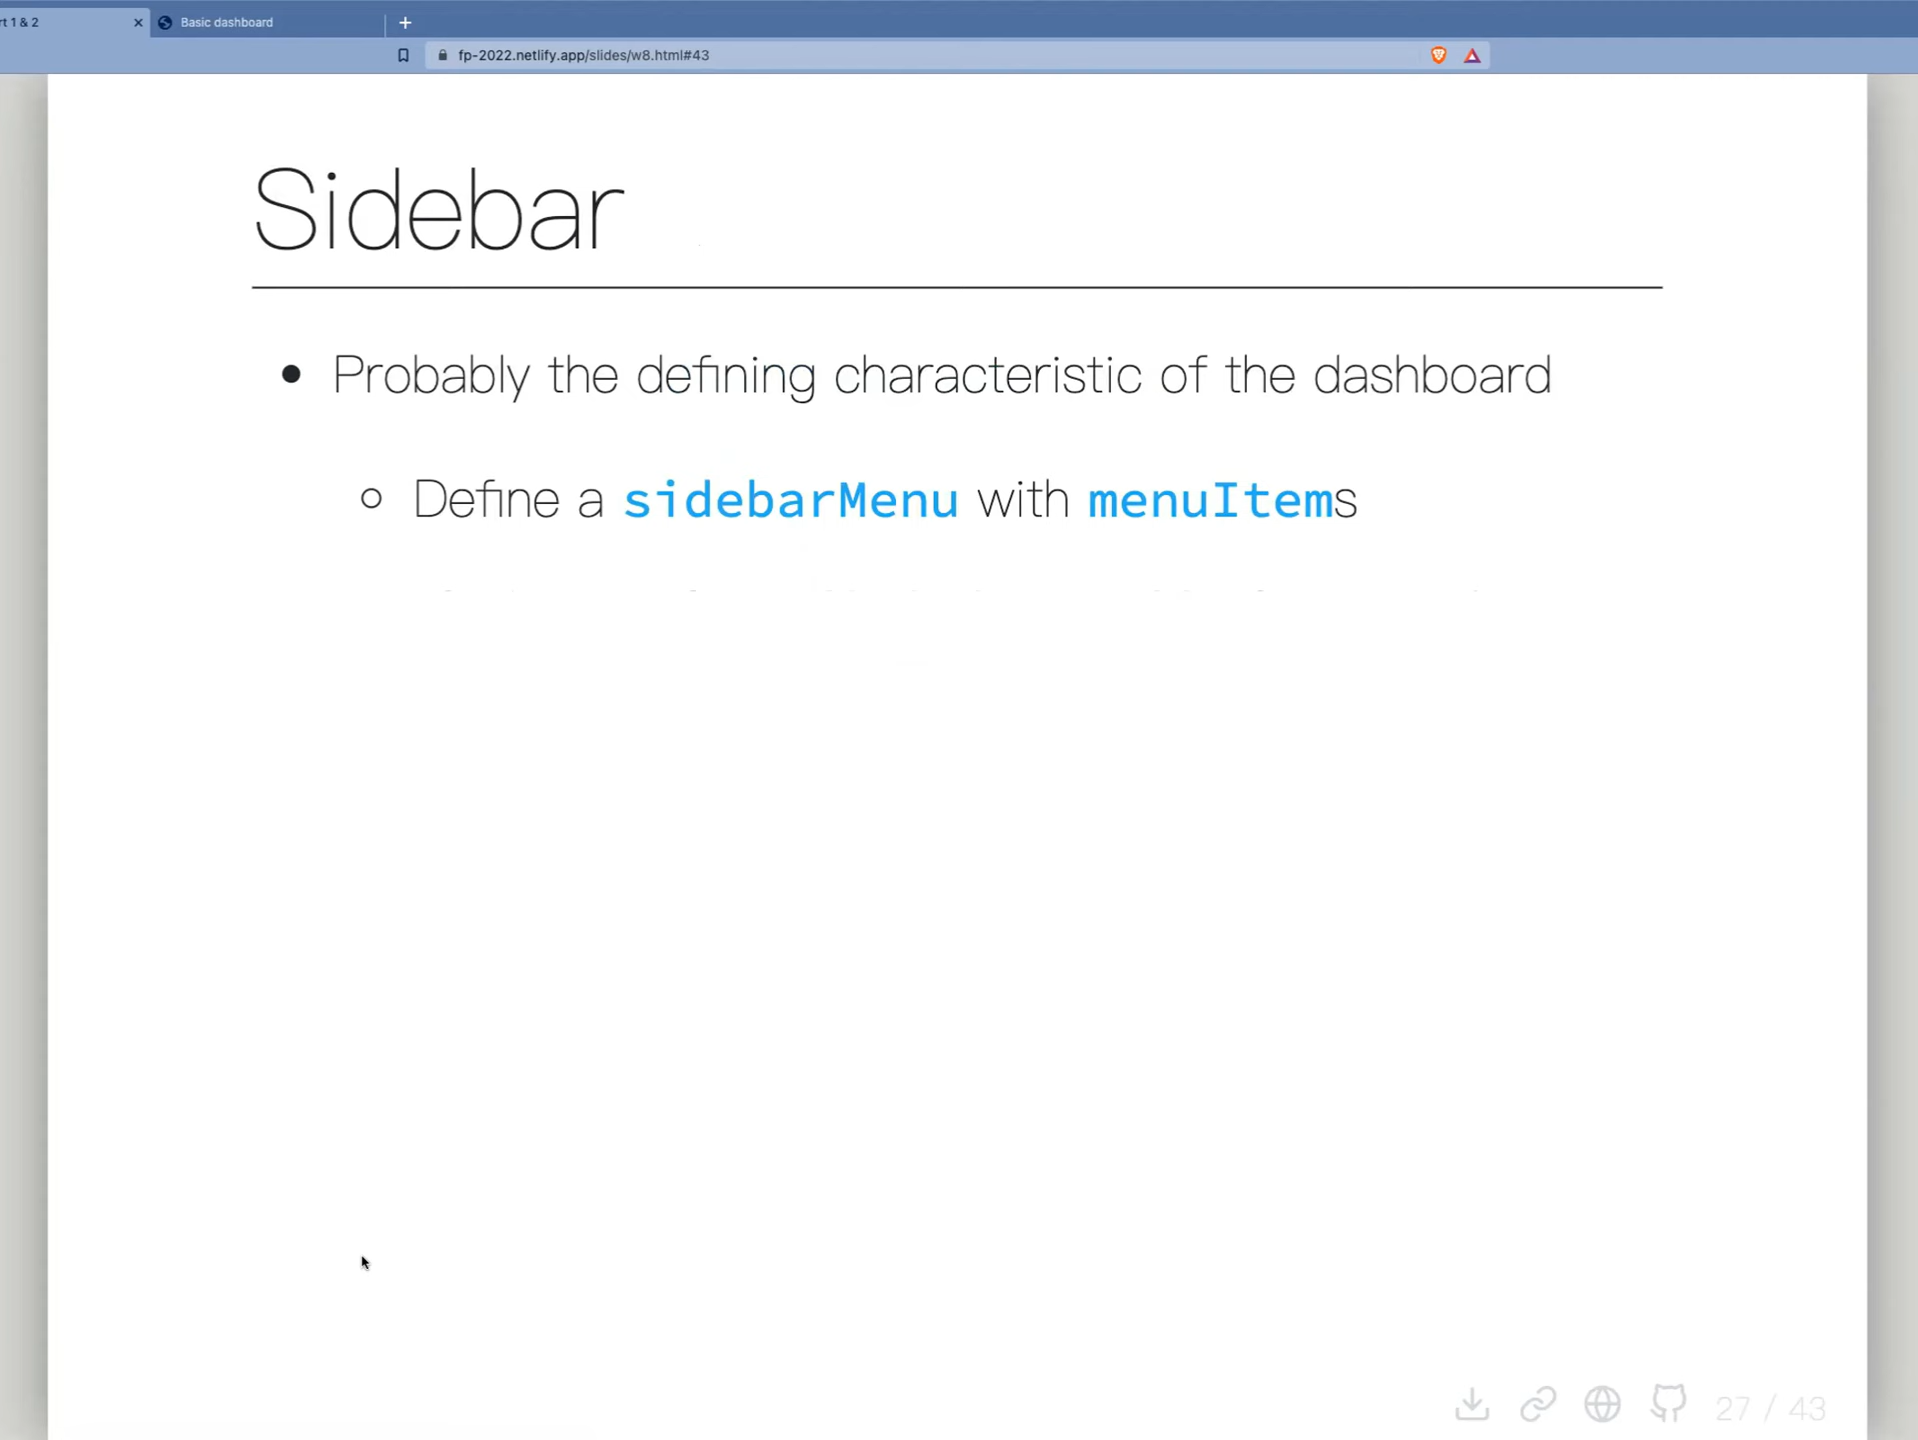 rt 1 & 2
Basic dashboard
fp-2022.netlify.app/slides/w8.html#43
Sidebar
Probably the defining characteristic of the dashboard
Define a sidebarMenu with menuItems
27 / 43